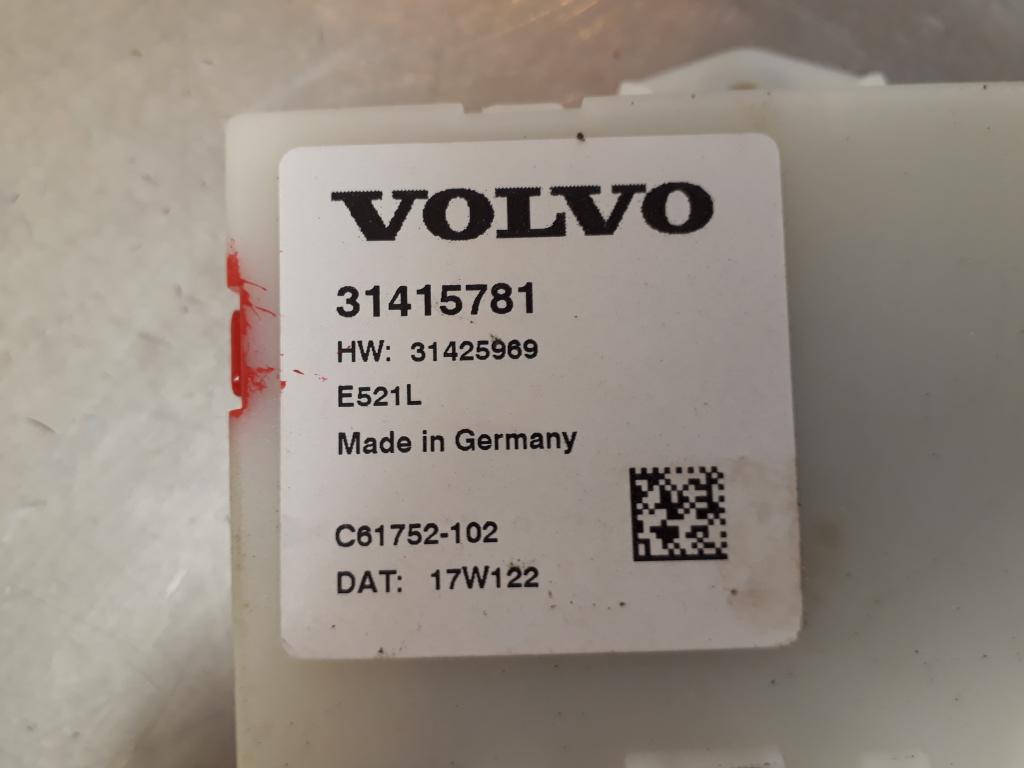 VOLVO
31415781
HW: 31425969
E521L
Made in Germany
C61752-102
DAT: 17W122